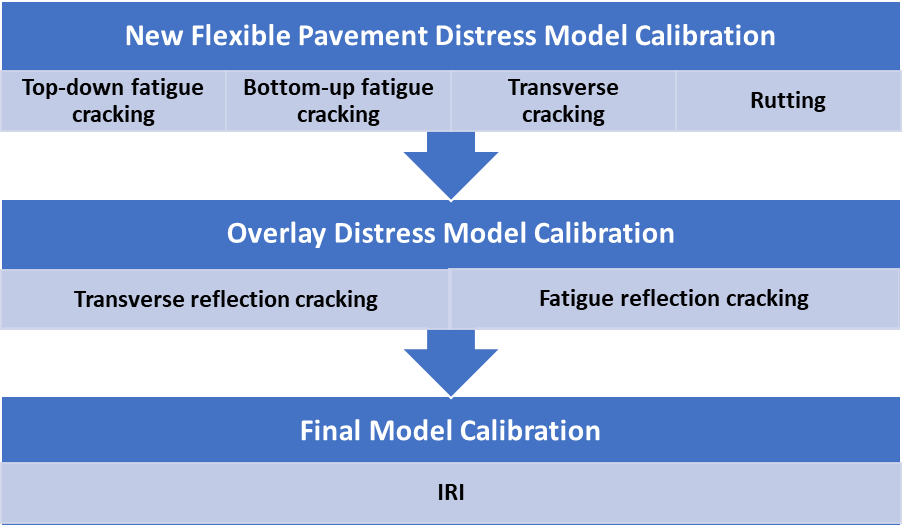 New Flexible Pavement Distress Model Calibration
Top-down fatigue
cracking
Bottom-up fatigue
cracking
Transverse
cracking
Rutting
Overlay Distress Model Calibration
Transverse reflection cracking
Fatigue reflection cracking
Final Model Calibration
IRI